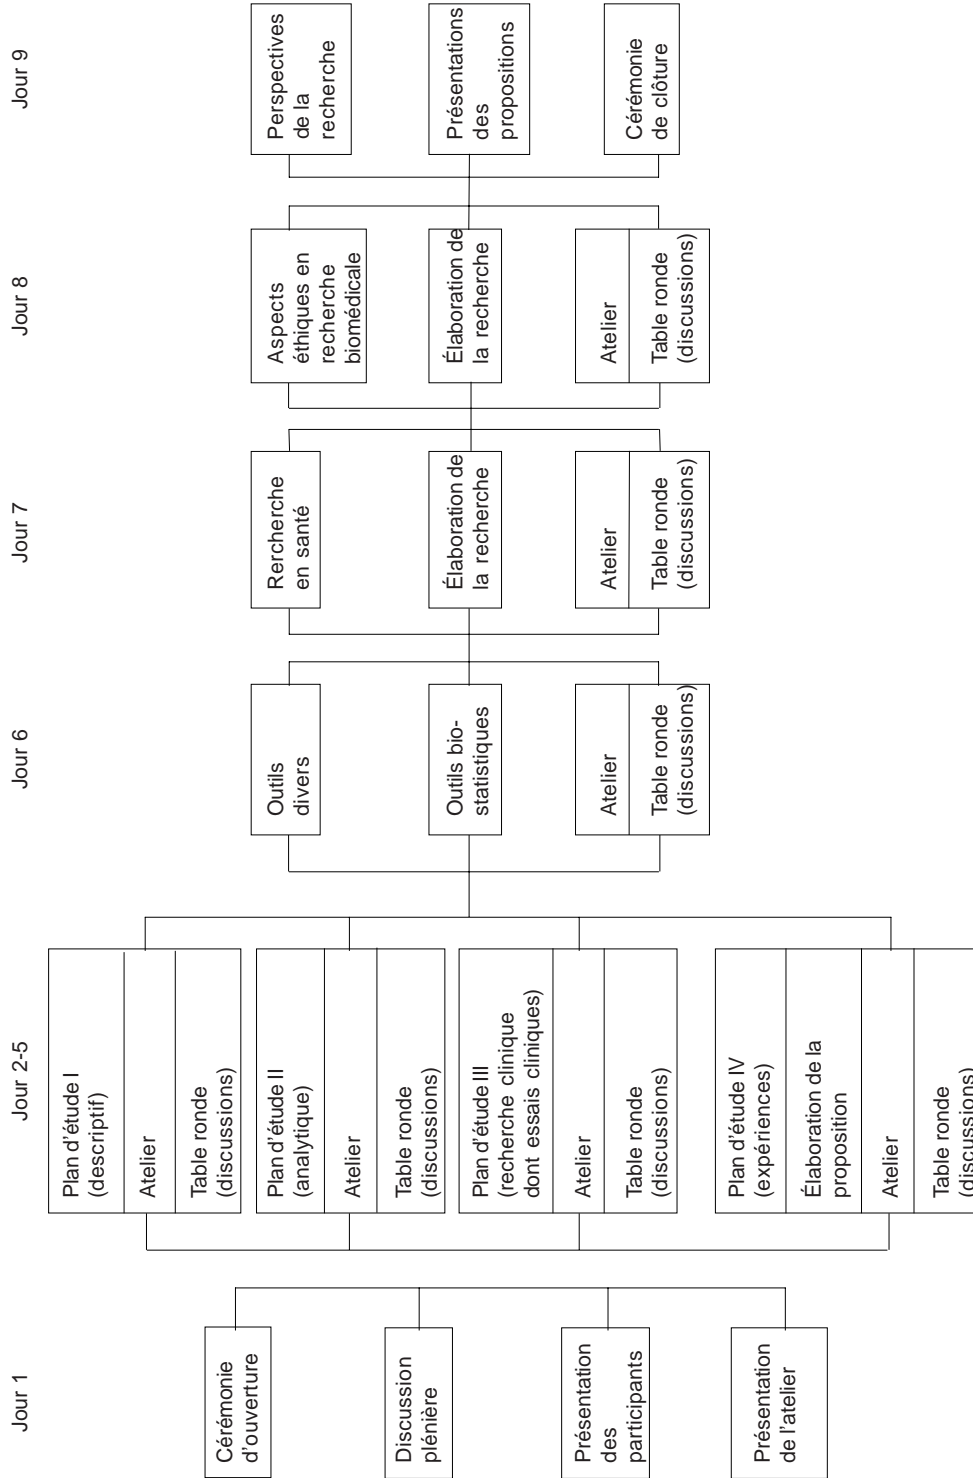 Jour 1
Cérémonie
d'ouverture
Discussion
plénière
Présentation
des
participants
Présentation
de l'atelier
Jour 2-5
Plan d'étude I
(descriptif)
Atelier
Table ronde
(discussions)
Plan d'étude II
(analytique)
Atelier
Table ronde
(discussions)
Plan d'étude III
(recherche clinique
dont essais cliniques)
Atelier
Table ronde
(discussions)
Plan d'étude IV
(expériences)
Élaboration de la
proposition
Atelier
Table ronde
(discussions)
Jour 6
Outils
divers
Outils bio-
statistiques
Atelier
Table ronde
(discussions)
Jour 7
Rercherche
en santé
Élaboration de
la recherche
Atelier
Table ronde
(discussions)
Jour 8
Aspects
éthiques en
recherche
biomédicale
Élaboration de
la recherche
Atelier
Table ronde
(discussions)
Jour 9
Perspectives
de la
recherche
Présentations
des
propositions
Cérémonie
de clôture